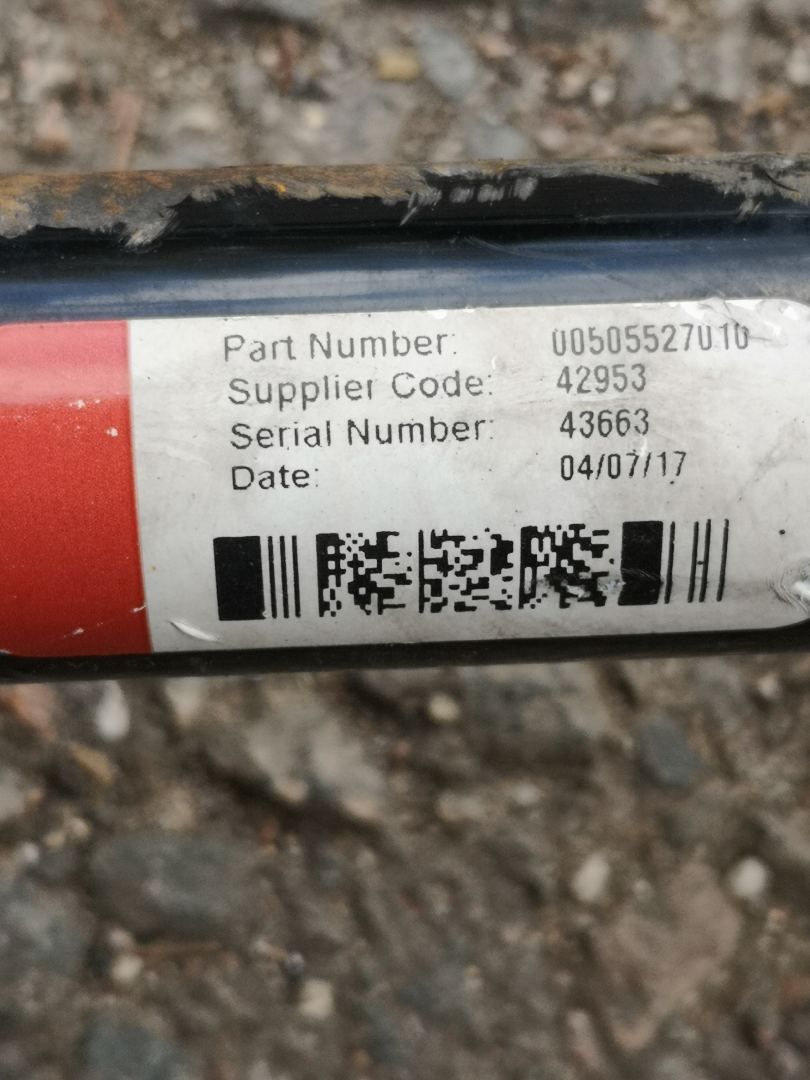 Part Number: 00505527010
Supplier Code: 42953
Serial Number: 43663
Date: 04/07/17